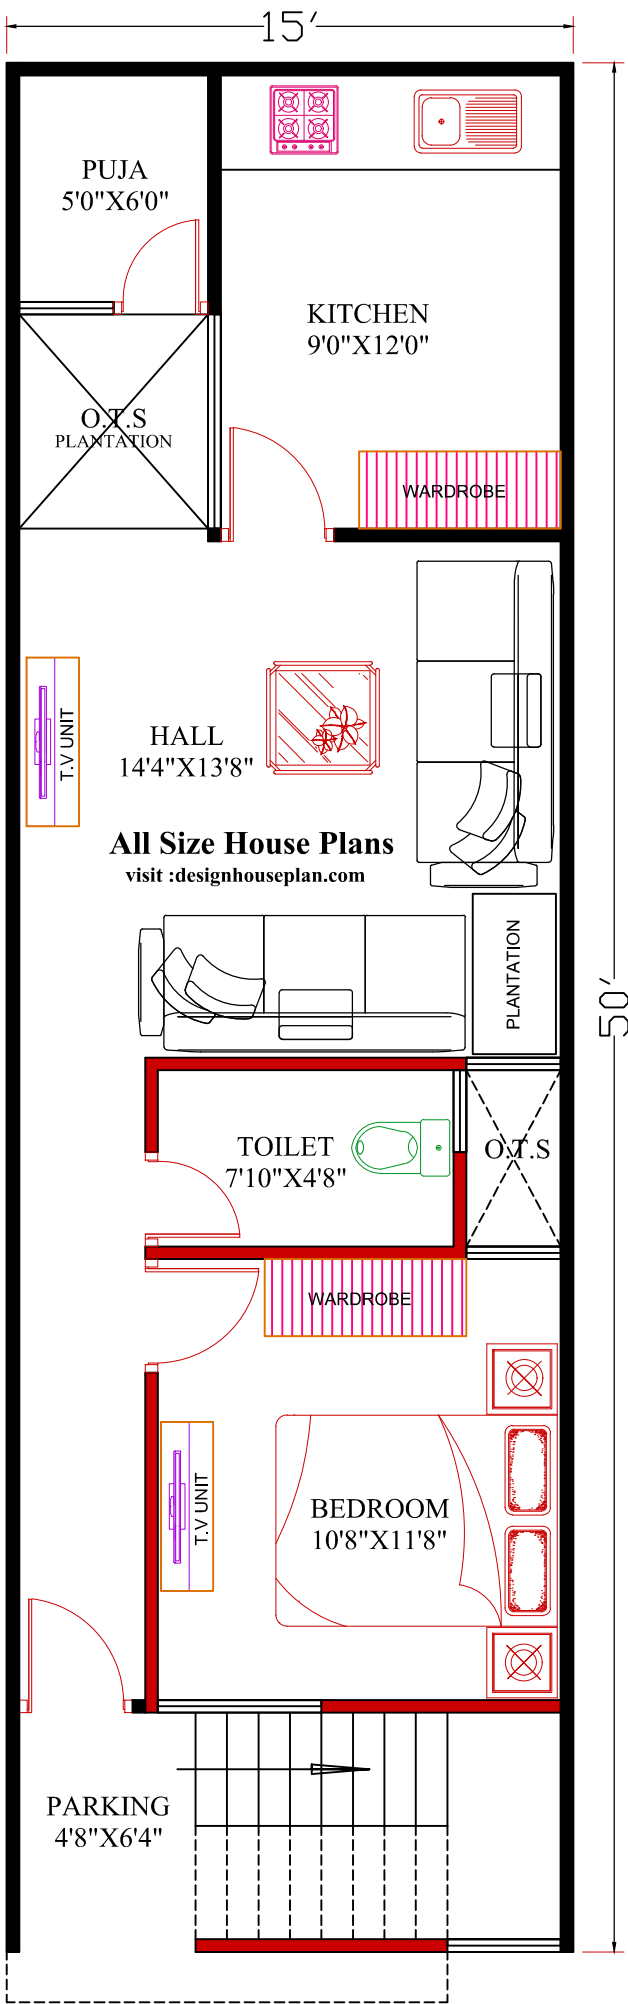 15'
PUJA
5'0"X6'0"
KITCHEN
9'0"X12'0"
O.T.S
PLANTATION
WARDROBE
T.V UNIT
HALL
14'4"X13'8"
All Size House Plans
visit :designhouseplan.com
PLANTATION
50'
TOILET
7'10"X4'8"
O.T.S
WARDROBE
T.V UNIT
BEDROOM
10'8"X11'8"
PARKING
4'8"X6'4"